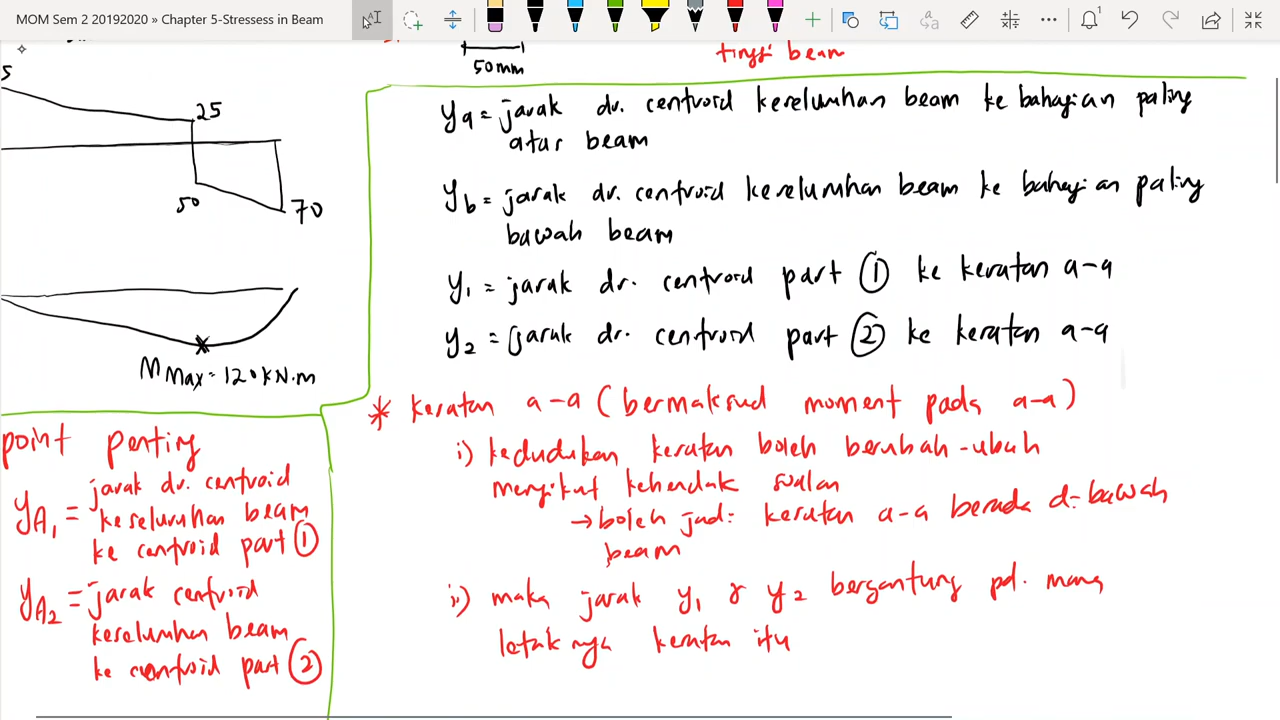 MOM Sem 2 20192020 » Chapter 5-Stressess in Beam
50mm
tinggi beam
5
25
50
70
M Max = 120 kN.m
ya = jarak dr. centroid keseluruhan beam ke bahagian paling
atas beam
yb = jarak dr. centroid keseluruhan beam ke bahagian paling
bawah beam
y1 = jarak dr. centroid part ① ke keratan a-a
y2 = jarak dr. centroid part ② ke keratan a-a
* keratan a-a (bermaksud moment pada a-a)
i) kedudukan keratan boleh berubah-ubah
mengikut kehendak soalan
→ boleh jadi keratan a-a berada di bawah
beam
ii) maka jarak y1 & y2 bergantung pd. mana
letaknya keratan itu
point penting
yA1 = jarak dr. centroid
keseluruhan beam
ke centroid part ①
yA2 = jarak centroid
keseluruhan beam
ke centroid part ②